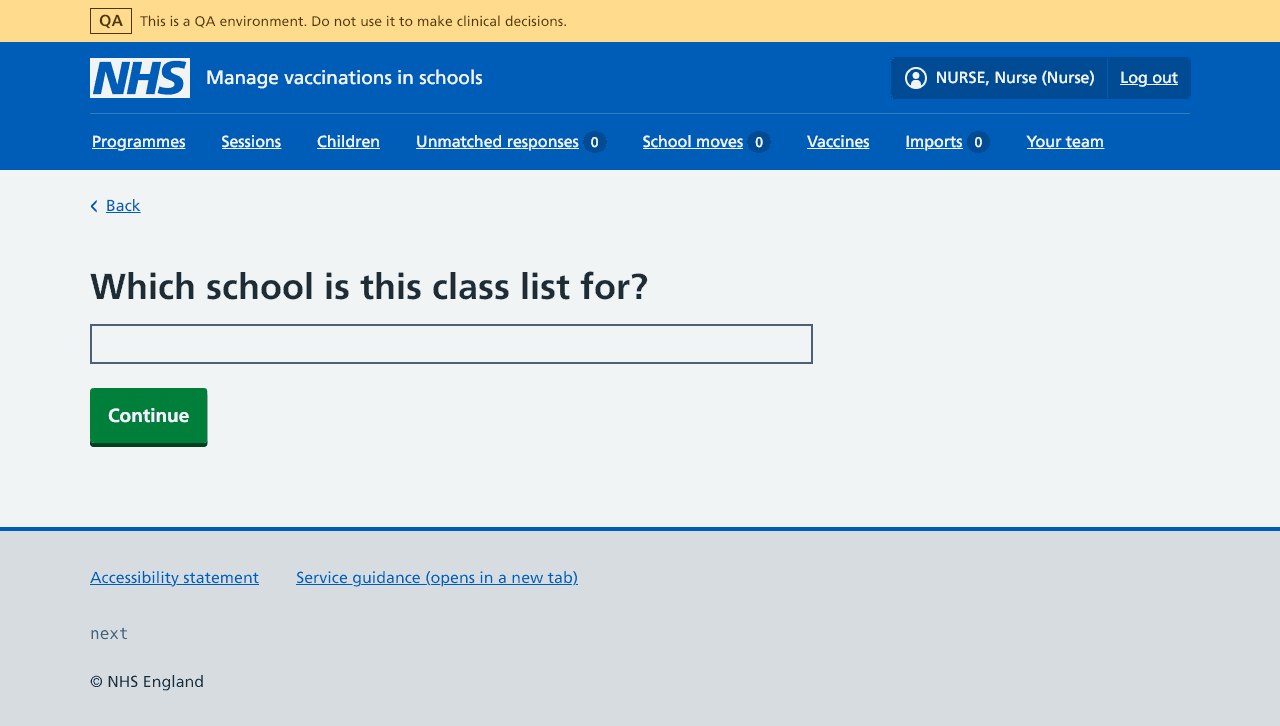 QA This is a QA environment. Do not use it to make clinical decisions.
NHS Manage vaccinations in schools NURSE, Nurse (Nurse) Log out
Programmes Sessions Children Unmatched responses 0 School moves 0 Vaccines Imports 0 Your team
Back
Which school is this class list for?
Continue
Accessibility statement Service guidance (opens in a new tab)
next
© NHS England